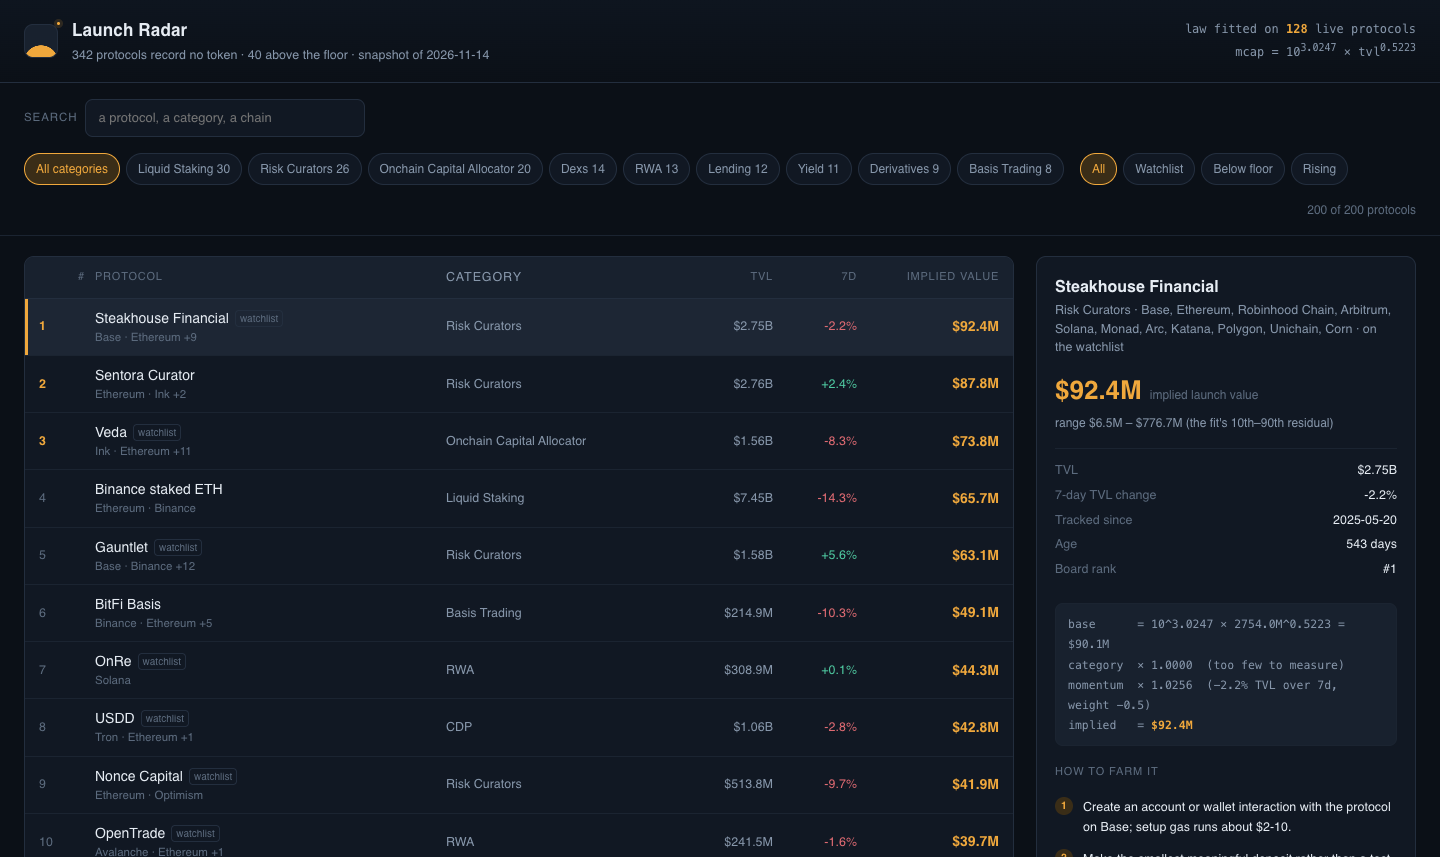 Launch Radar
342 protocols record no token · 40 above the floor · snapshot of 2026-11-14
law fitted on 128 live protocols
mcap = 10^3.0247 × tvl^0.5223
SEARCH a protocol, a category, a chain
All categories Liquid Staking 30 Risk Curators 26 Onchain Capital Allocator 20 Dexs 14 RWA 13 Lending 12 Yield 11 Derivatives 9 Basis Trading 8 All Watchlist Below floor Rising
200 of 200 protocols
# PROTOCOL CATEGORY TVL 7D IMPLIED VALUE
1 Steakhouse Financial watchlist Risk Curators $2.75B -2.2% $92.4M
Base · Ethereum +9
2 Sentora Curator Risk Curators $2.76B +2.4% $87.8M
Ethereum · Ink +2
3 Veda watchlist Onchain Capital Allocator $1.56B -8.3% $73.8M
Ink · Ethereum +11
4 Binance staked ETH Liquid Staking $7.45B -14.3% $65.7M
Ethereum · Binance
5 Gauntlet watchlist Risk Curators $1.58B +5.6% $63.1M
Base · Binance +12
6 BitFi Basis Basis Trading $214.9M -10.3% $49.1M
Binance · Ethereum +5
7 OnRe watchlist RWA $308.9M +0.1% $44.3M
Solana
8 USDD watchlist CDP $1.06B -2.8% $42.8M
Tron · Ethereum +1
9 Nonce Capital watchlist Risk Curators $513.8M -9.7% $41.9M
Ethereum · Optimism
10 OpenTrade watchlist RWA $241.5M -1.6% $39.7M
Avalanche · Ethereum +1
Steakhouse Financial
Risk Curators · Base, Ethereum, Robinhood Chain, Arbitrum,
Solana, Monad, Arc, Katana, Polygon, Unichain, Corn · on
the watchlist
$92.4M implied launch value
range $6.5M – $776.7M (the fit's 10th–90th residual)
TVL $2.75B
7-day TVL change -2.2%
Tracked since 2025-05-20
Age 543 days
Board rank #1
base = 10^3.0247 × 2754.0M^0.5223 =
$90.1M
category × 1.0000 (too few to measure)
momentum × 1.0256 (−2.2% TVL over 7d,
weight −0.5)
implied = $92.4M
HOW TO FARM IT
1 Create an account or wallet interaction with the protocol
on Base; setup gas runs about $2-10.